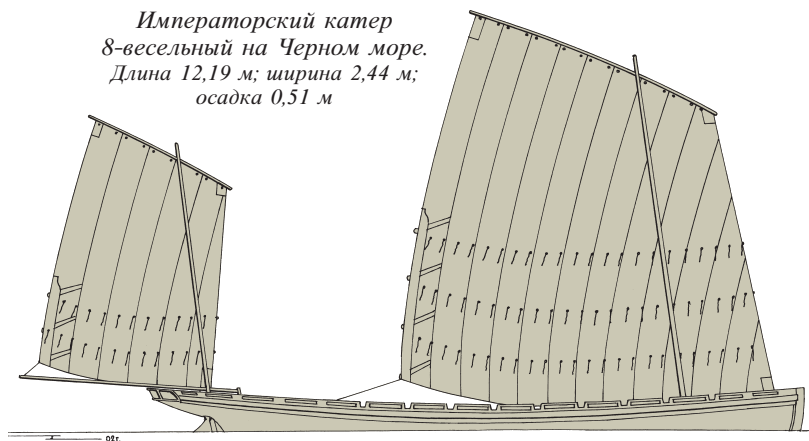 Императорский катер
8-весельный на Черном море.
Длина 12,19 м; ширина 2,44 м;
осадка 0,51 м